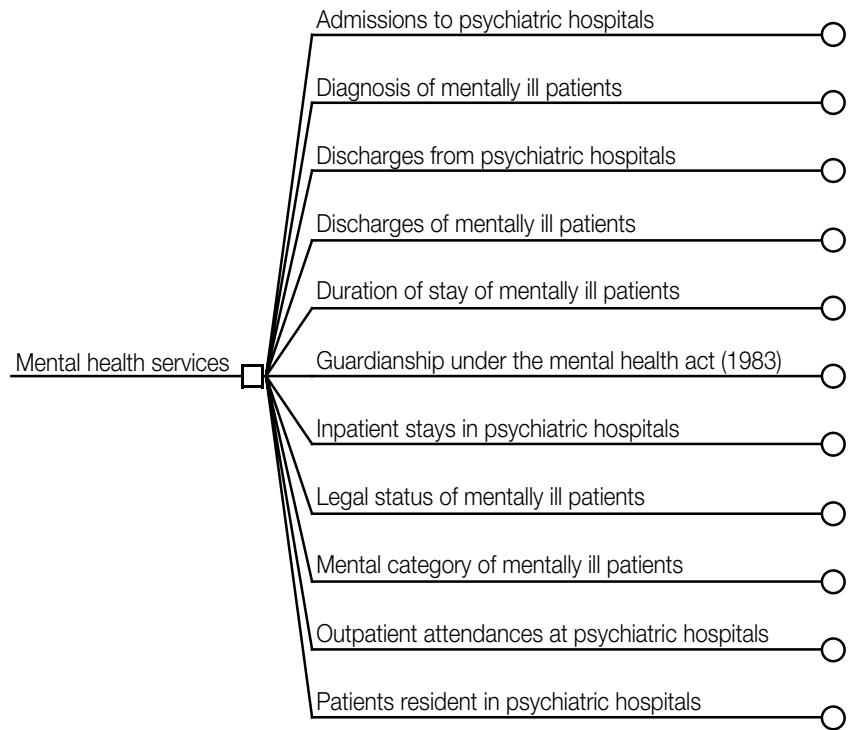 Admissions to psychiatric hospitals
Diagnosis of mentally ill patients
Discharges from psychiatric hospitals
Discharges of mentally ill patients
Duration of stay of mentally ill patients
Mental health services
Guardianship under the mental health act (1983)
Inpatient stays in psychiatric hospitals
Legal status of mentally ill patients
Mental category of mentally ill patients
Outpatient attendances at psychiatric hospitals
Patients resident in psychiatric hospitals